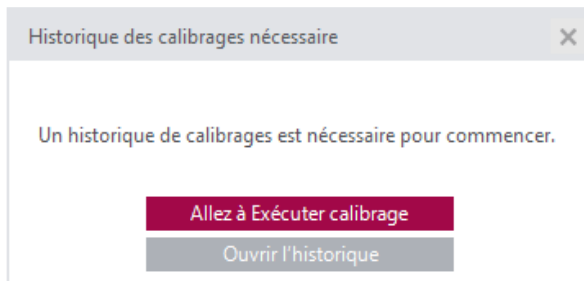 Historique des calibrages nécessaire
Un historique de calibrages est nécessaire pour commencer.
Allez à Exécuter calibrage
Ouvrir l'historique